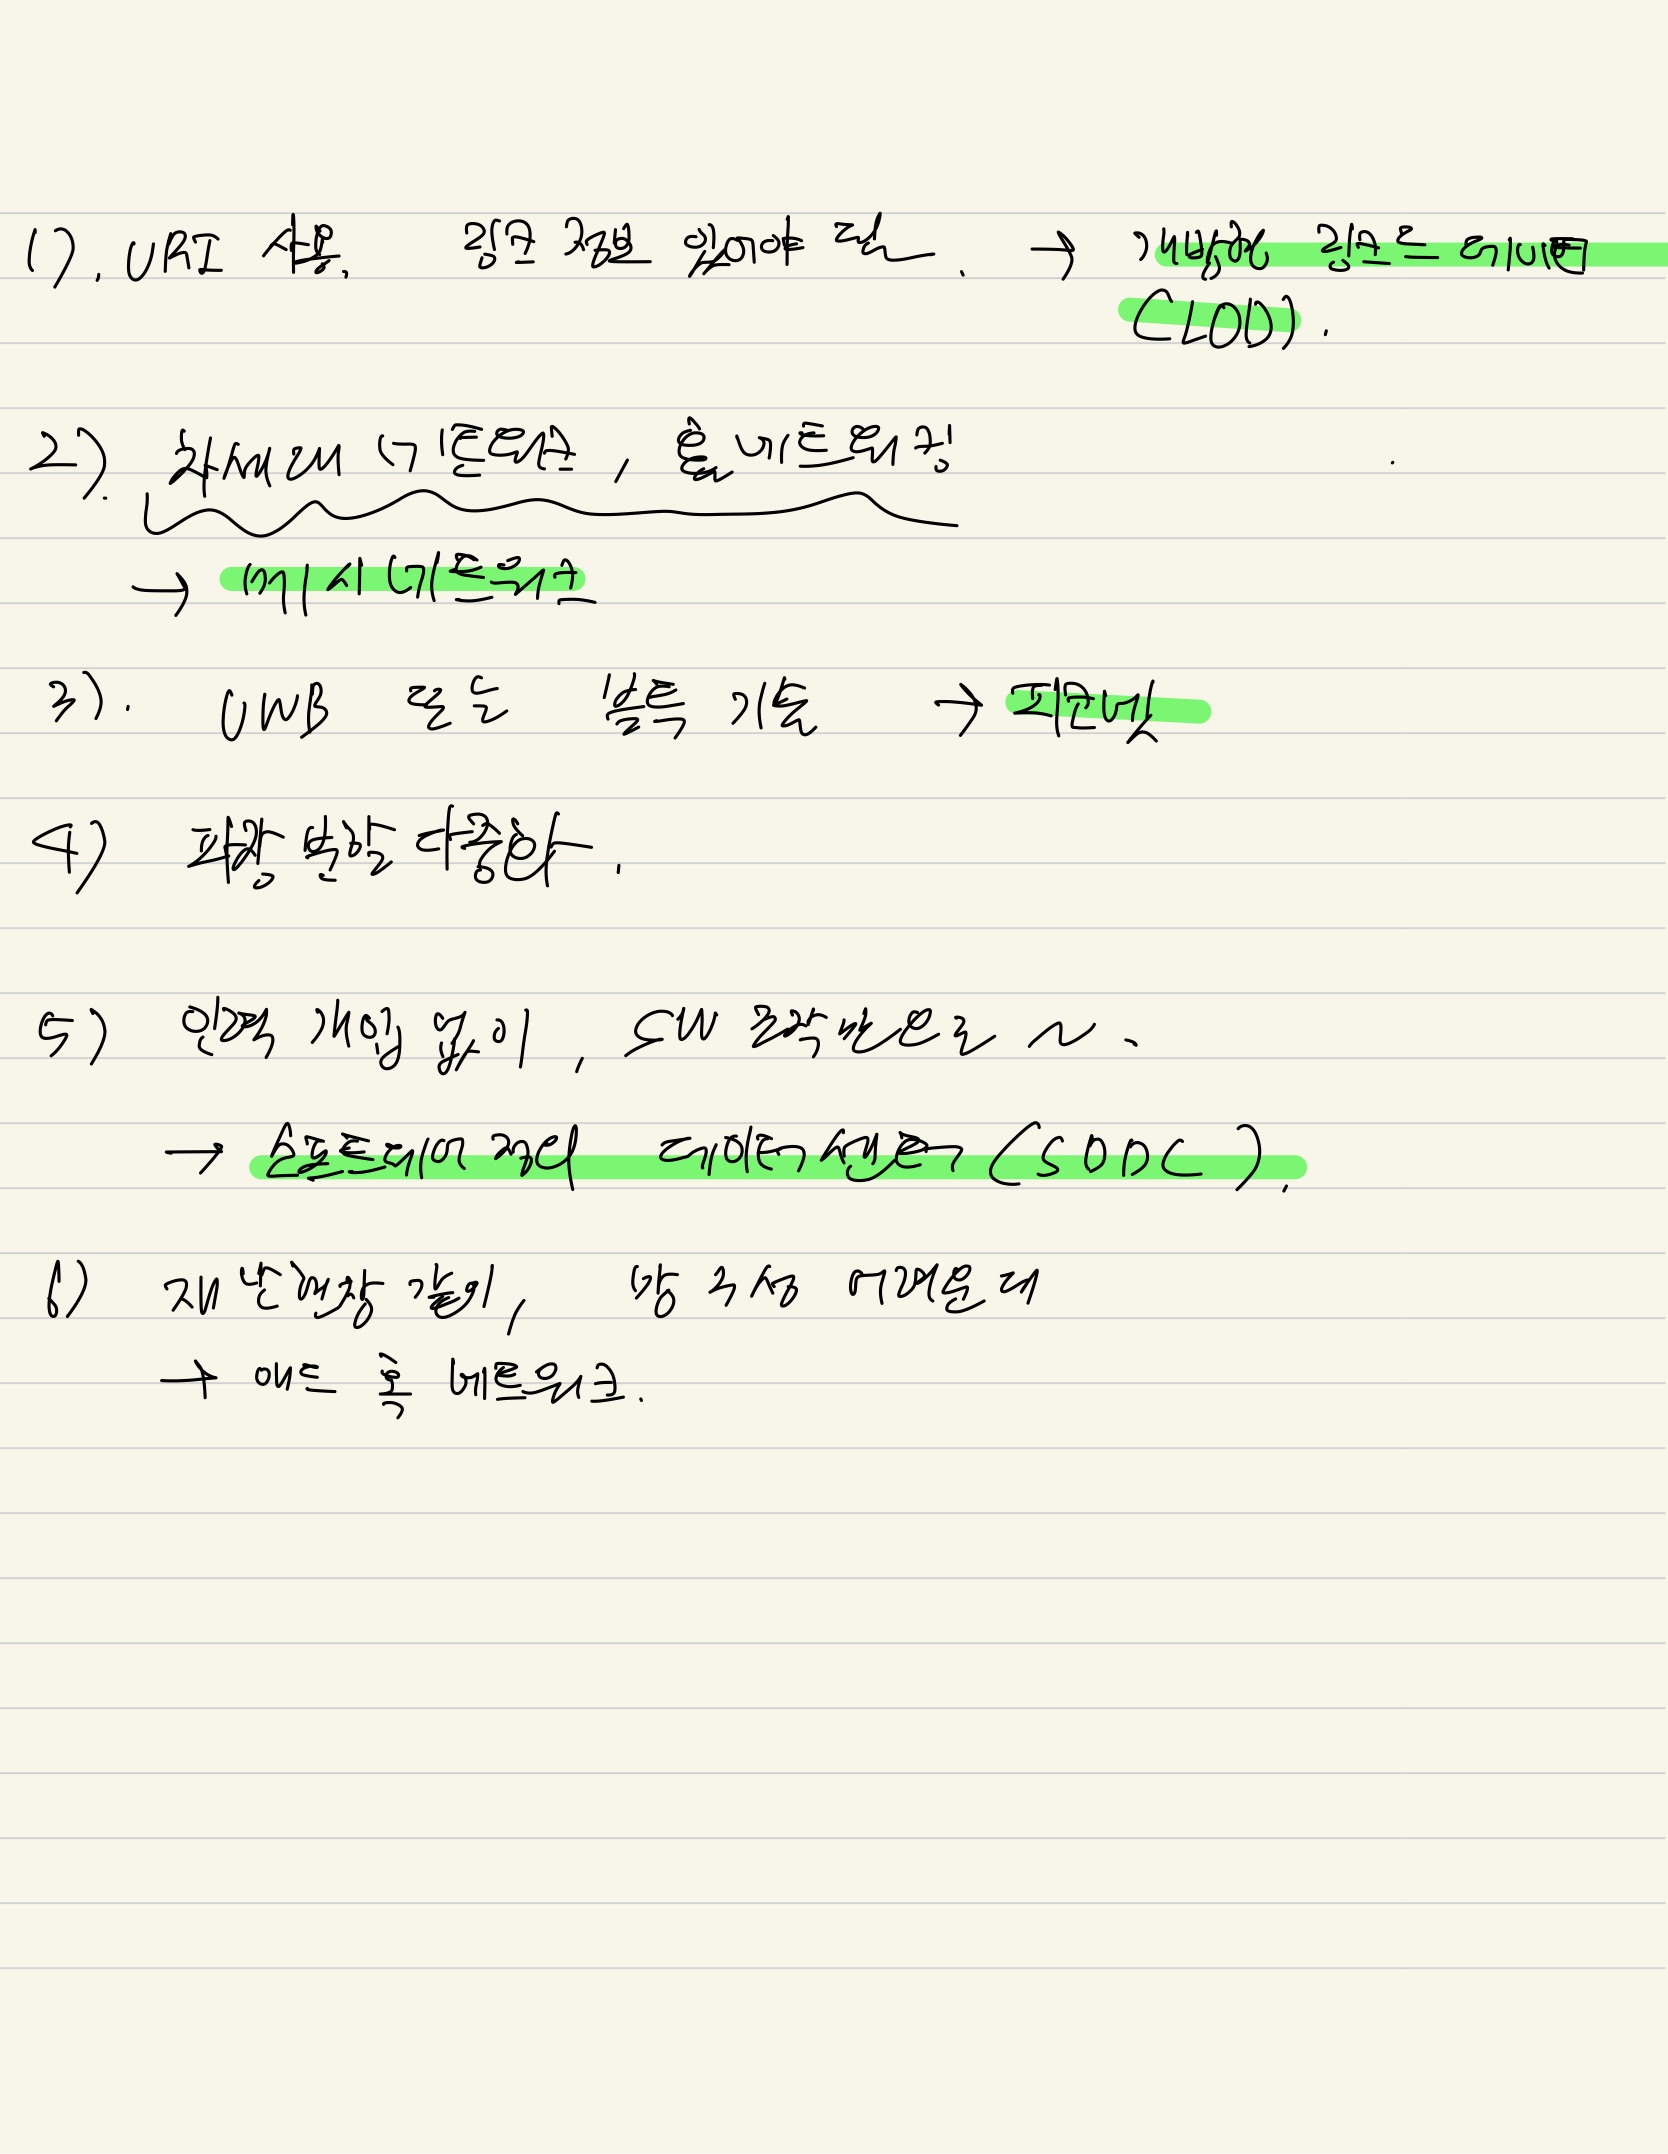 1). URI 사용. 링크 정보 있어야 됨. → 개방형 링크드 데이터
(LOD).
2). 차세대 네트워크, 홈 네트워킹
→ 메시 네트워크
3). UWB 또는 블루투스 기술 → 피코넷
4) 파장 분할 다중화.
5) 인력 개입 없이, SW 조작만으로 ~.
→ 소프트웨어 정의 데이터 센터 (SDDC).
6) 재난현장 같이, 망 구성 어려운데
→ 애드 혹 네트워크.